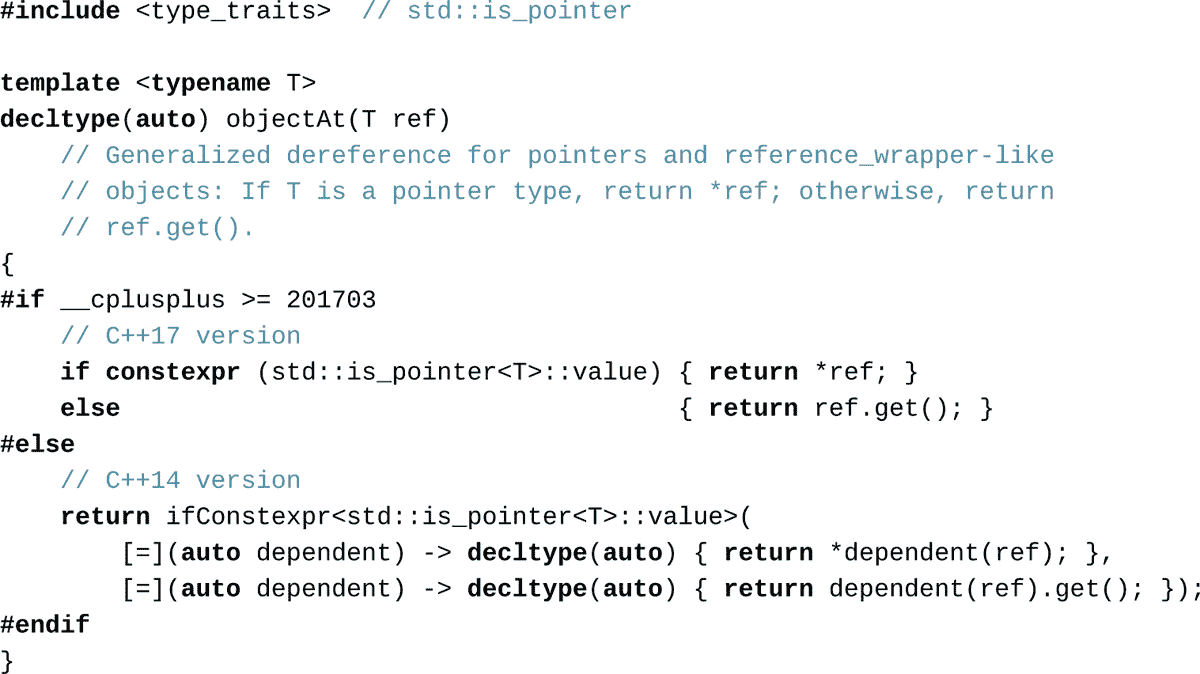 #include <type_traits>  // std::is_pointer

template <typename T>
decltype(auto) objectAt(T ref)
    // Generalized dereference for pointers and reference_wrapper-like
    // objects: If T is a pointer type, return *ref; otherwise, return
    // ref.get().
{
#if __cplusplus >= 201703
    // C++17 version
    if constexpr (std::is_pointer<T>::value) { return *ref; }
    else                                     { return ref.get(); }
#else
    // C++14 version
    return ifConstexpr<std::is_pointer<T>::value>(
        [=](auto dependent) -> decltype(auto) { return *dependent(ref); },
        [=](auto dependent) -> decltype(auto) { return dependent(ref).get(); });
#endif
}